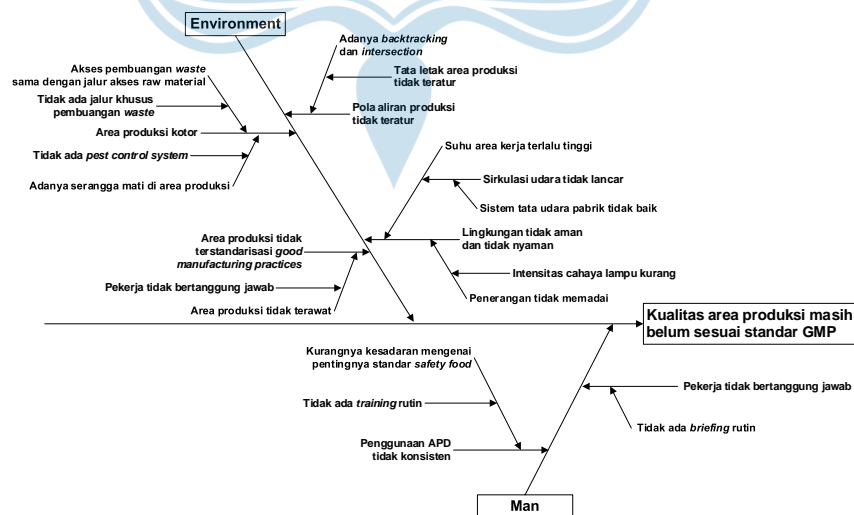 Environment
Adanya backtracking
dan intersection
Akses pembuangan waste
sama dengan jalur akses raw material
Tata letak area produksi
tidak teratur
Tidak ada jalur khusus
pembuangan waste
Pola aliran produksi
tidak teratur
Area produksi kotor
Tidak ada pest control system
Adanya serangga mati di area produksi
Suhu area kerja terlalu tinggi
Sirkulasi udara tidak lancar
Sistem tata udara pabrik tidak baik
Area produksi tidak
terstandarisasi good
manufacturing practices
Lingkungan tidak aman
dan tidak nyaman
Pekerja tidak bertanggung jawab
Intensitas cahaya lampu kurang
Area produksi tidak terawat
Penerangan tidak memadai
Kualitas area produksi masih
belum sesuai standar GMP
Kurangnya kesadaran mengenai
pentingnya standar safety food
Pekerja tidak bertanggung jawab
Tidak ada training rutin
Tidak ada briefing rutin
Penggunaan APD
tidak konsisten
Man